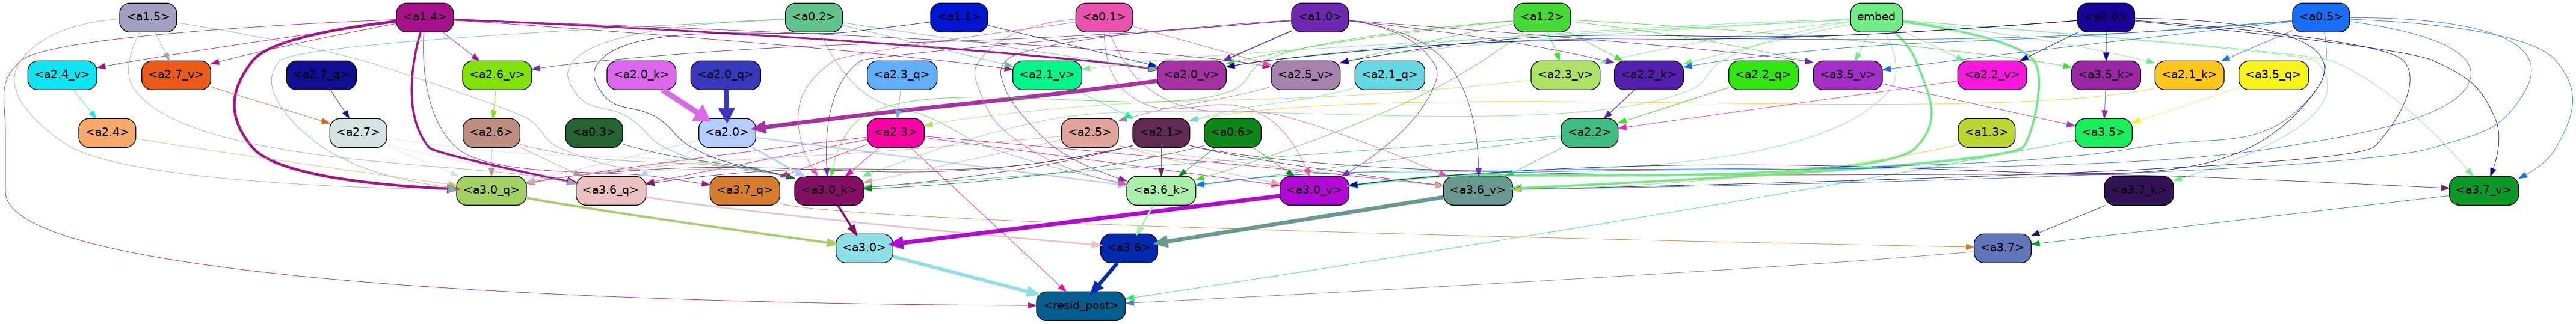 <a1.5> <a1.4> <a0.2> <a1.1> <a0.1> <a1.0> <a1.2> embed <a0.0> <a0.5>
<a2.4_v> <a2.7_v> <a2.7_q> <a2.6_v> <a2.0_k> <a2.0_q> <a2.3_q> <a2.1_v> <a2.0_v> <a2.5_v> <a2.1_q> <a2.3_v> <a2.2_k> <a2.2_q> <a3.5_v> <a2.2_v> <a3.5_k> <a2.1_k> <a3.5_q>
<a2.4> <a2.7> <a2.6> <a0.3> <a2.0> <a2.3> <a2.5> <a2.1> <a0.6> <a2.2> <a1.3> <a3.5>
<a3.0_q> <a3.6_q> <a3.7_q> <a3.0_k> <a3.6_k> <a3.0_v> <a3.6_v> <a3.7_k> <a3.7_v>
<a3.0> <a3.6> <a3.7>
<resid_post>